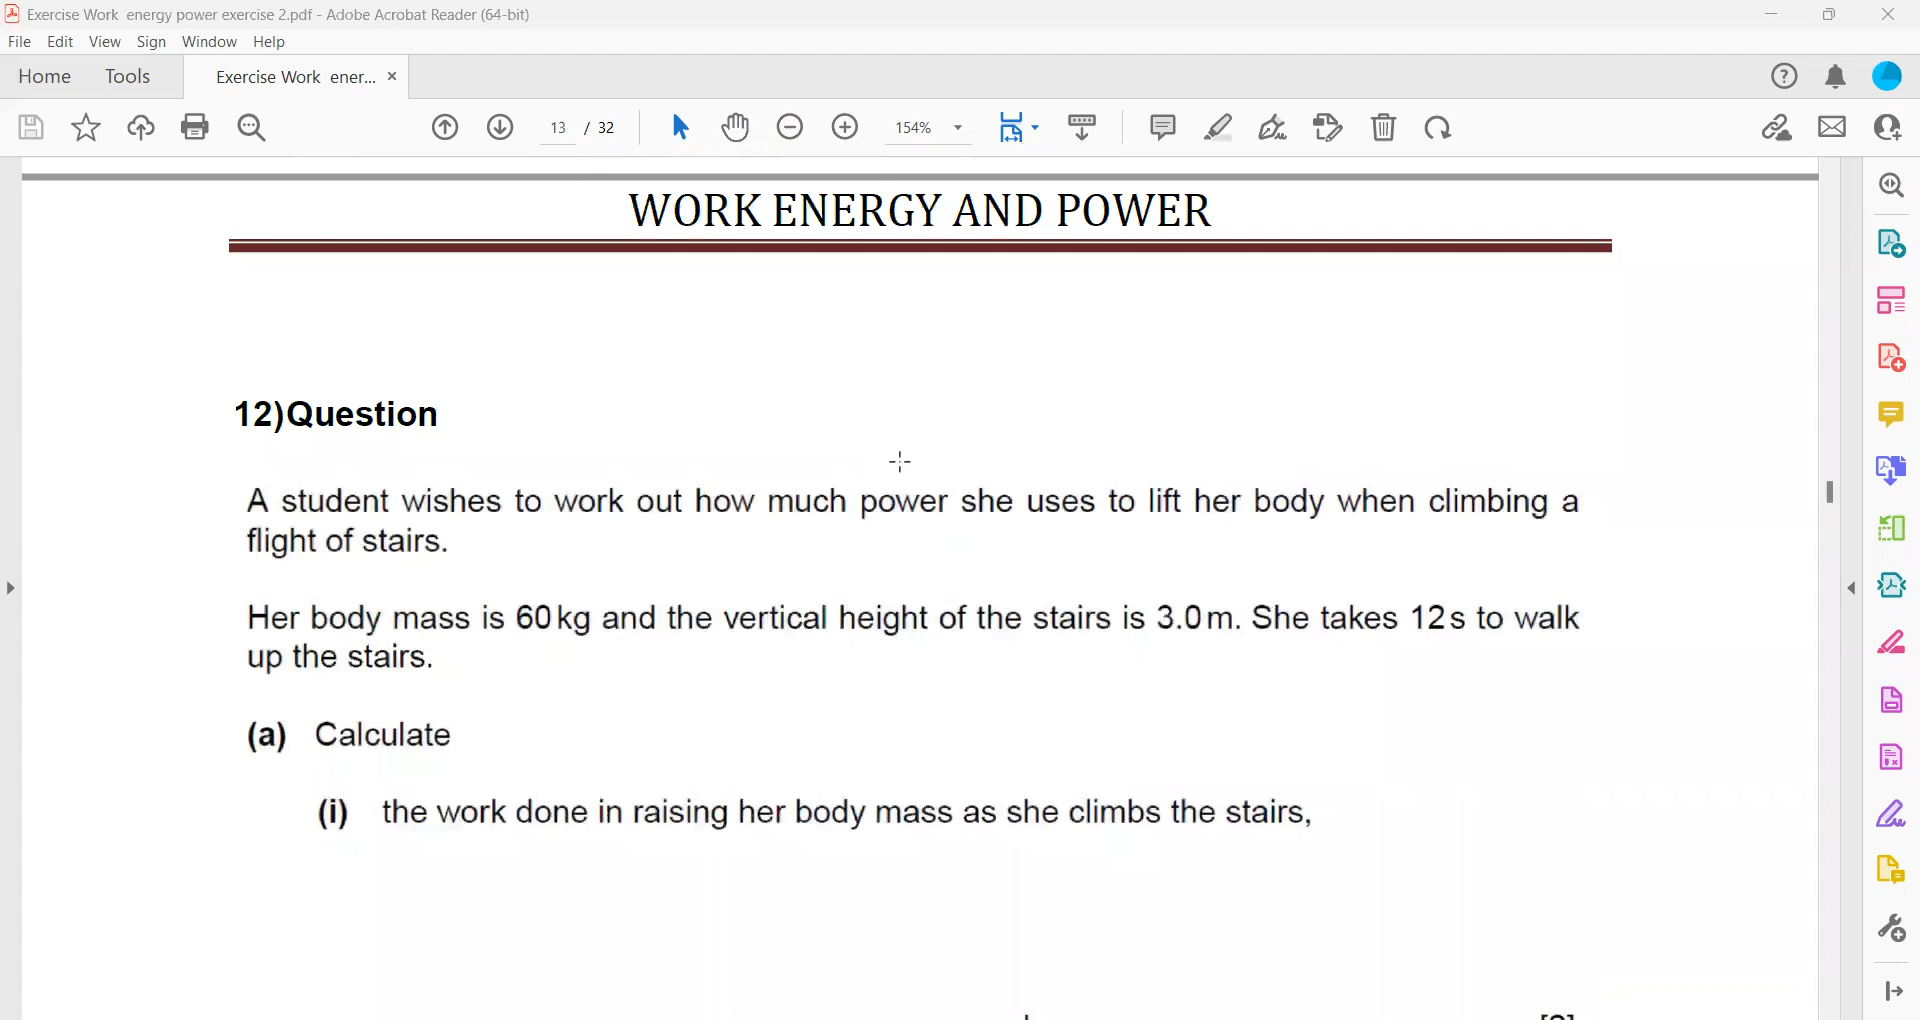 Exercise Work energy power exercise 2.pdf - Adobe Acrobat Reader (64-bit)
File Edit View Sign Window Help
Home Tools Exercise Work ener... ×
13 / 32 154%
WORK ENERGY AND POWER
12)Question
A student wishes to work out how much power she uses to lift her body when climbing a
flight of stairs.
Her body mass is 60 kg and the vertical height of the stairs is 3.0 m. She takes 12 s to walk
up the stairs.
(a) Calculate
(i) the work done in raising her body mass as she climbs the stairs,